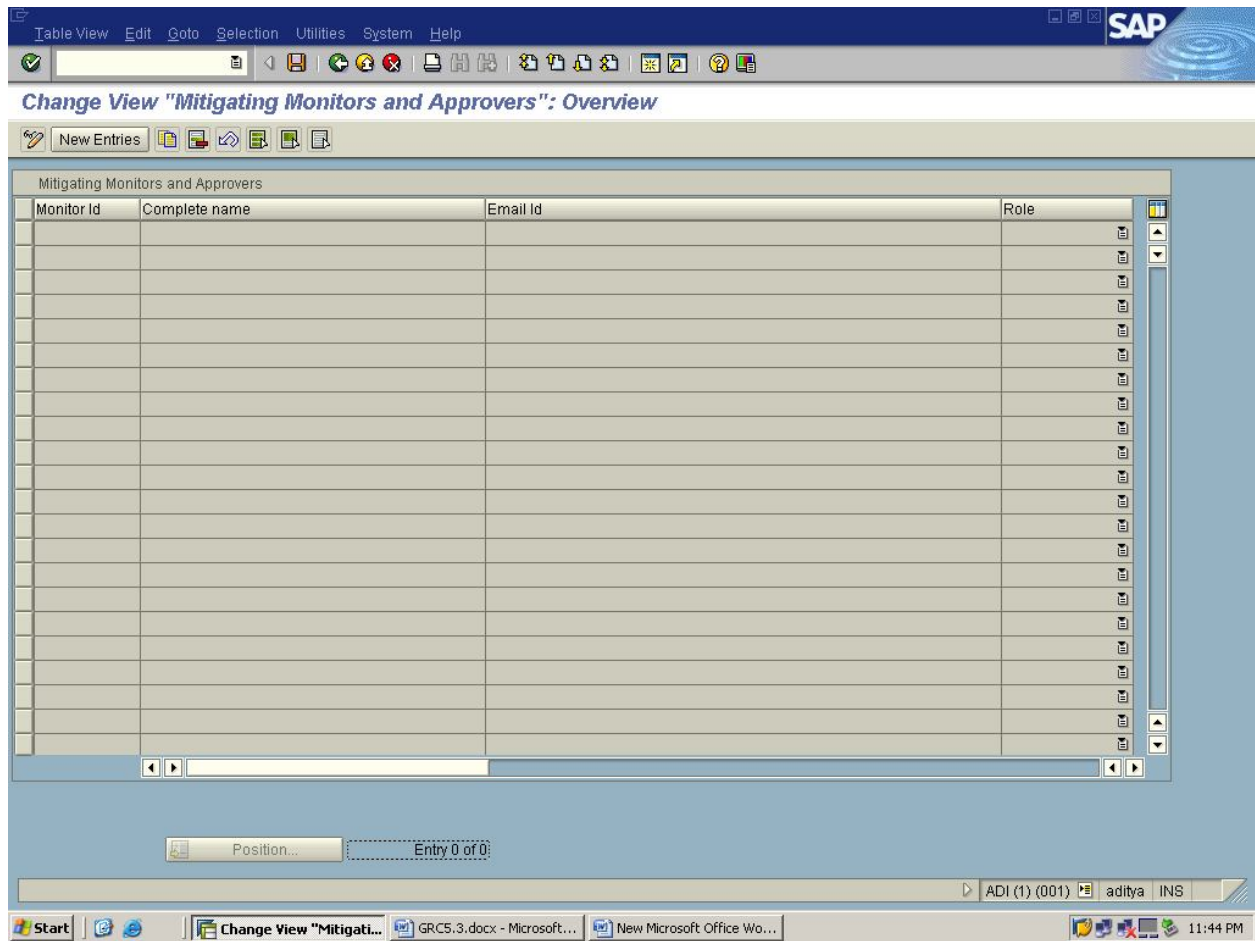 SAP
Table View Edit Goto Selection Utilities System Help
Change View "Mitigating Monitors and Approvers": Overview
New Entries
Mitigating Monitors and Approvers
Monitor Id Complete name Email Id Role
Position... Entry 0 of 0
ADI (1) (001) aditya INS
Start Change View "Mitigati... GRC5.3.docx - Microsoft... New Microsoft Office Wo... 11:44 PM